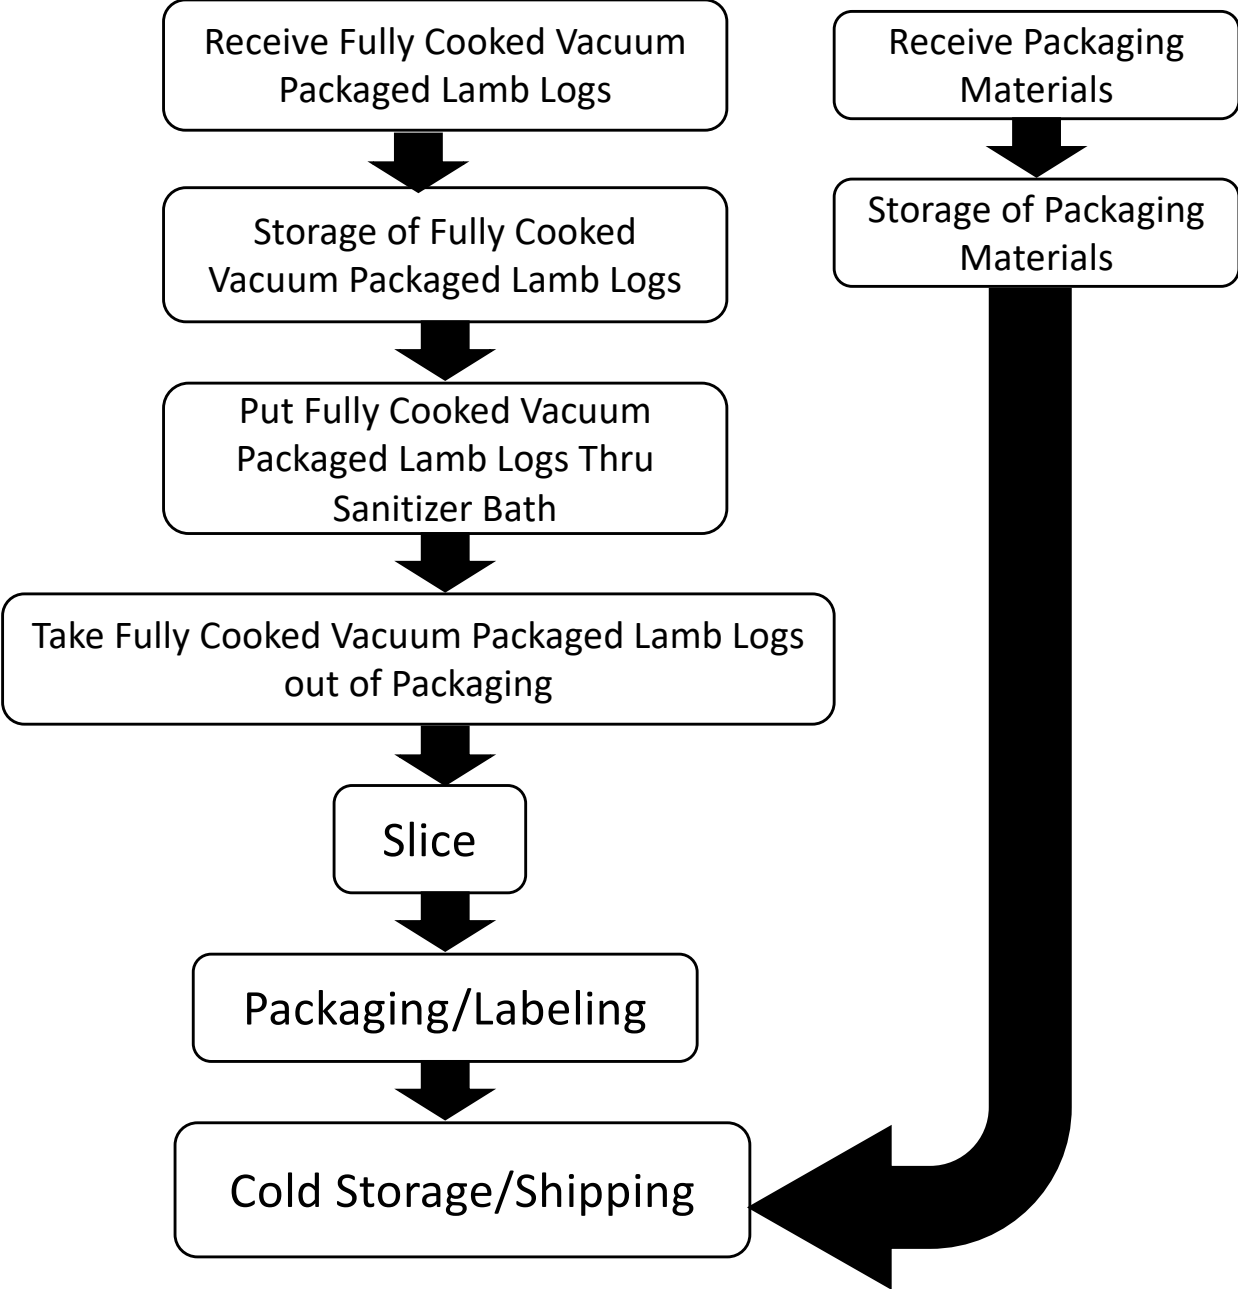 Receive Fully Cooked Vacuum
Packaged Lamb Logs
Storage of Fully Cooked
Vacuum Packaged Lamb Logs
Put Fully Cooked Vacuum
Packaged Lamb Logs Thru
Sanitizer Bath
Take Fully Cooked Vacuum Packaged Lamb Logs
out of Packaging
Slice
Packaging/Labeling
Cold Storage/Shipping
Receive Packaging
Materials
Storage of Packaging
Materials